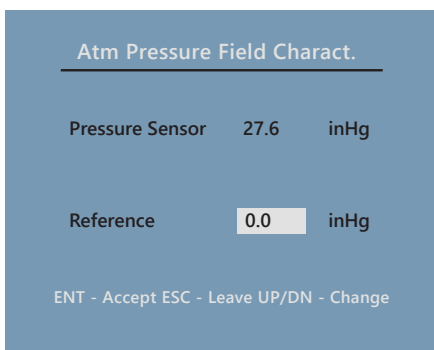 Atm Pressure Field Charact.
Pressure Sensor 27.6 inHg
Reference 0.0 inHg
ENT - Accept ESC - Leave UP/DN - Change